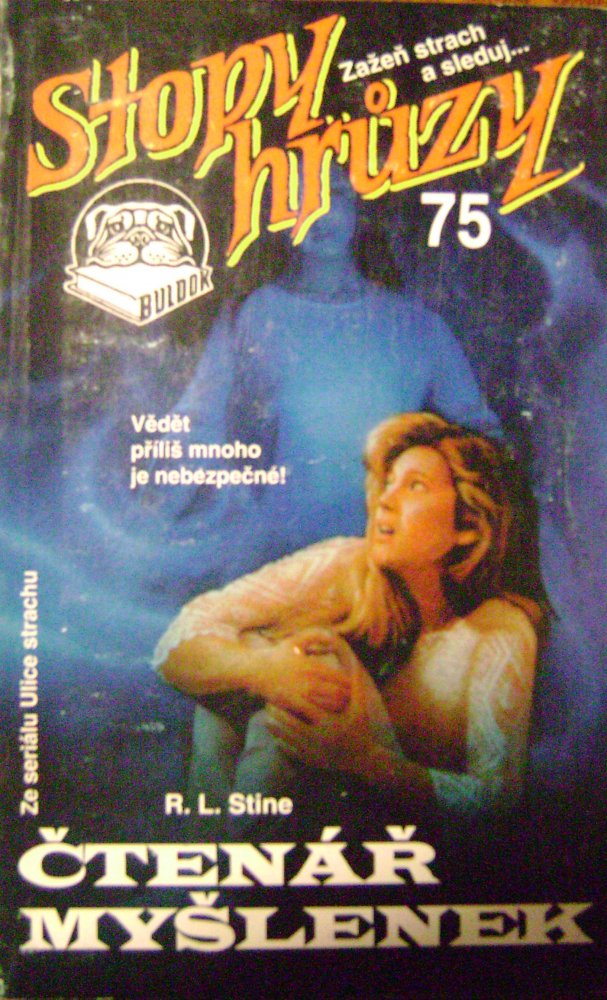 Stopy
hrůzy
Zažeň strach
a sleduj...
75
BULDOK
Vědět
příliš mnoho
je nebezpečné!
Ze seriálu Ulice strachu
R. L. Stine
ČTENÁŘ
MYŠLENEK